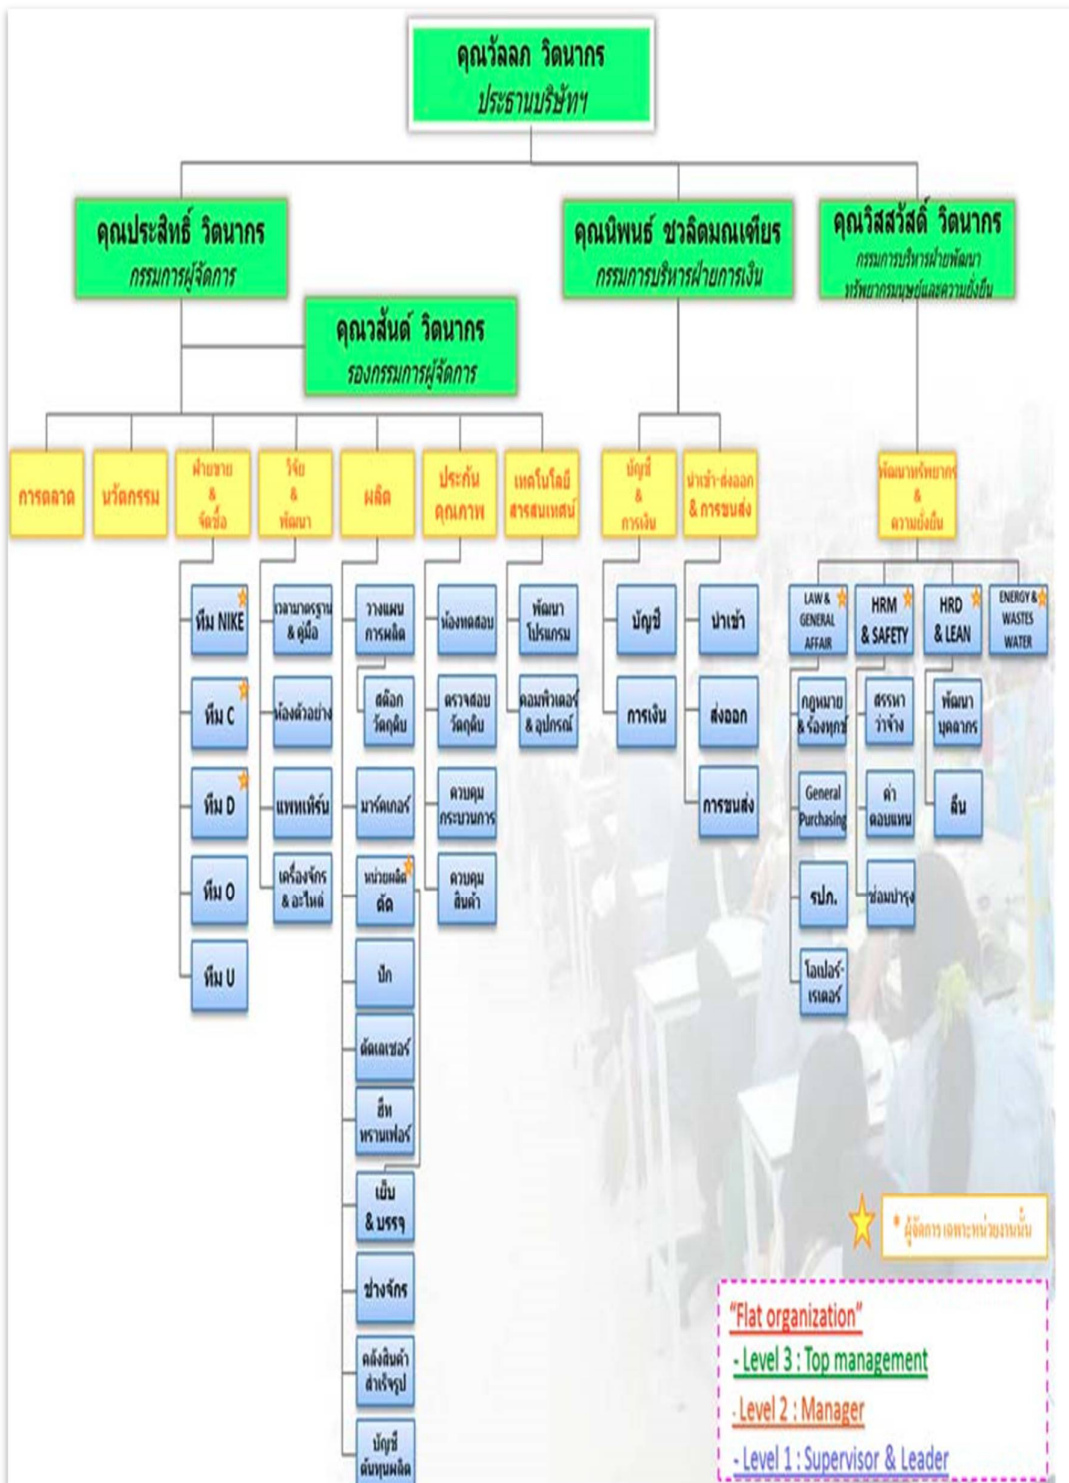 คุณวัลลภ วิตนากร
ประธานบริษัทฯ
คุณประสิทธิ์ วิตนากร
กรรมการผู้จัดการ
คุณนิพนธ์ ชวลิตมณเฑียร
กรรมการบริหารฝ่ายการเงิน
คุณวิสสวัสดิ์ วิตนากร
กรรมการบริหารฝ่ายพัฒนา
ทรัพยากรมนุษย์และความยั่งยืน
คุณวสันต์ วิตนากร
รองกรรมการผู้จัดการ
การตลาด
นวัตกรรม
ฝ่ายขาย
&
จัดซื้อ
วิจัย
&
พัฒนา
ผลิต
ประกัน
คุณภาพ
เทคโนโลยี
สารสนเทศน์
บัญชี
&
การเงิน
นำเข้า-ส่งออก
& การขนส่ง
พัฒนาทรัพยากร
&
ความยั่งยืน
ทีม NIKE
ทีม C
ทีม D
ทีม O
ทีม U
เวลามาตรฐาน
& คู่มือ
ห้องตัวอย่าง
แพทเทิร์น
เครื่องจักร
& อะไหล่
วางแผน
การผลิต
สต๊อก
วัตถุดิบ
มาร์คเกอร์
หน่วยผลิต
ตัด
ปัก
ตัดเลเซอร์
ฮีท
ทรานเฟอร์
เย็บ
& บรรจุ
ช่างจักร
คลังสินค้า
สำเร็จรูป
บัญชี
ต้นทุนผลิต
ห้องทดสอบ
ตรวจสอบ
วัตถุดิบ
ควบคุม
กระบวนการ
ควบคุม
สินค้า
พัฒนา
โปรแกรม
คอมพิวเตอร์
& อุปกรณ์
บัญชี
การเงิน
นำเข้า
ส่งออก
การขนส่ง
LAW &
GENERAL
AFFAIR
กฎหมาย
& ร้องทุกข์
General
Purchasing
รปภ.
โอเปอร์-
เรเตอร์
HRM
& SAFETY
สรรหา
ว่าจ้าง
ค่า
ตอบแทน
ซ่อมบำรุง
HRD
& LEAN
พัฒนา
บุคลากร
ลีน
ENERGY &
WASTES
WATER
* ผู้จัดการ เฉพาะหน่วยงานนั้น
“Flat organization”
- Level 3 : Top management
- Level 2 : Manager
- Level 1 : Supervisor & Leader